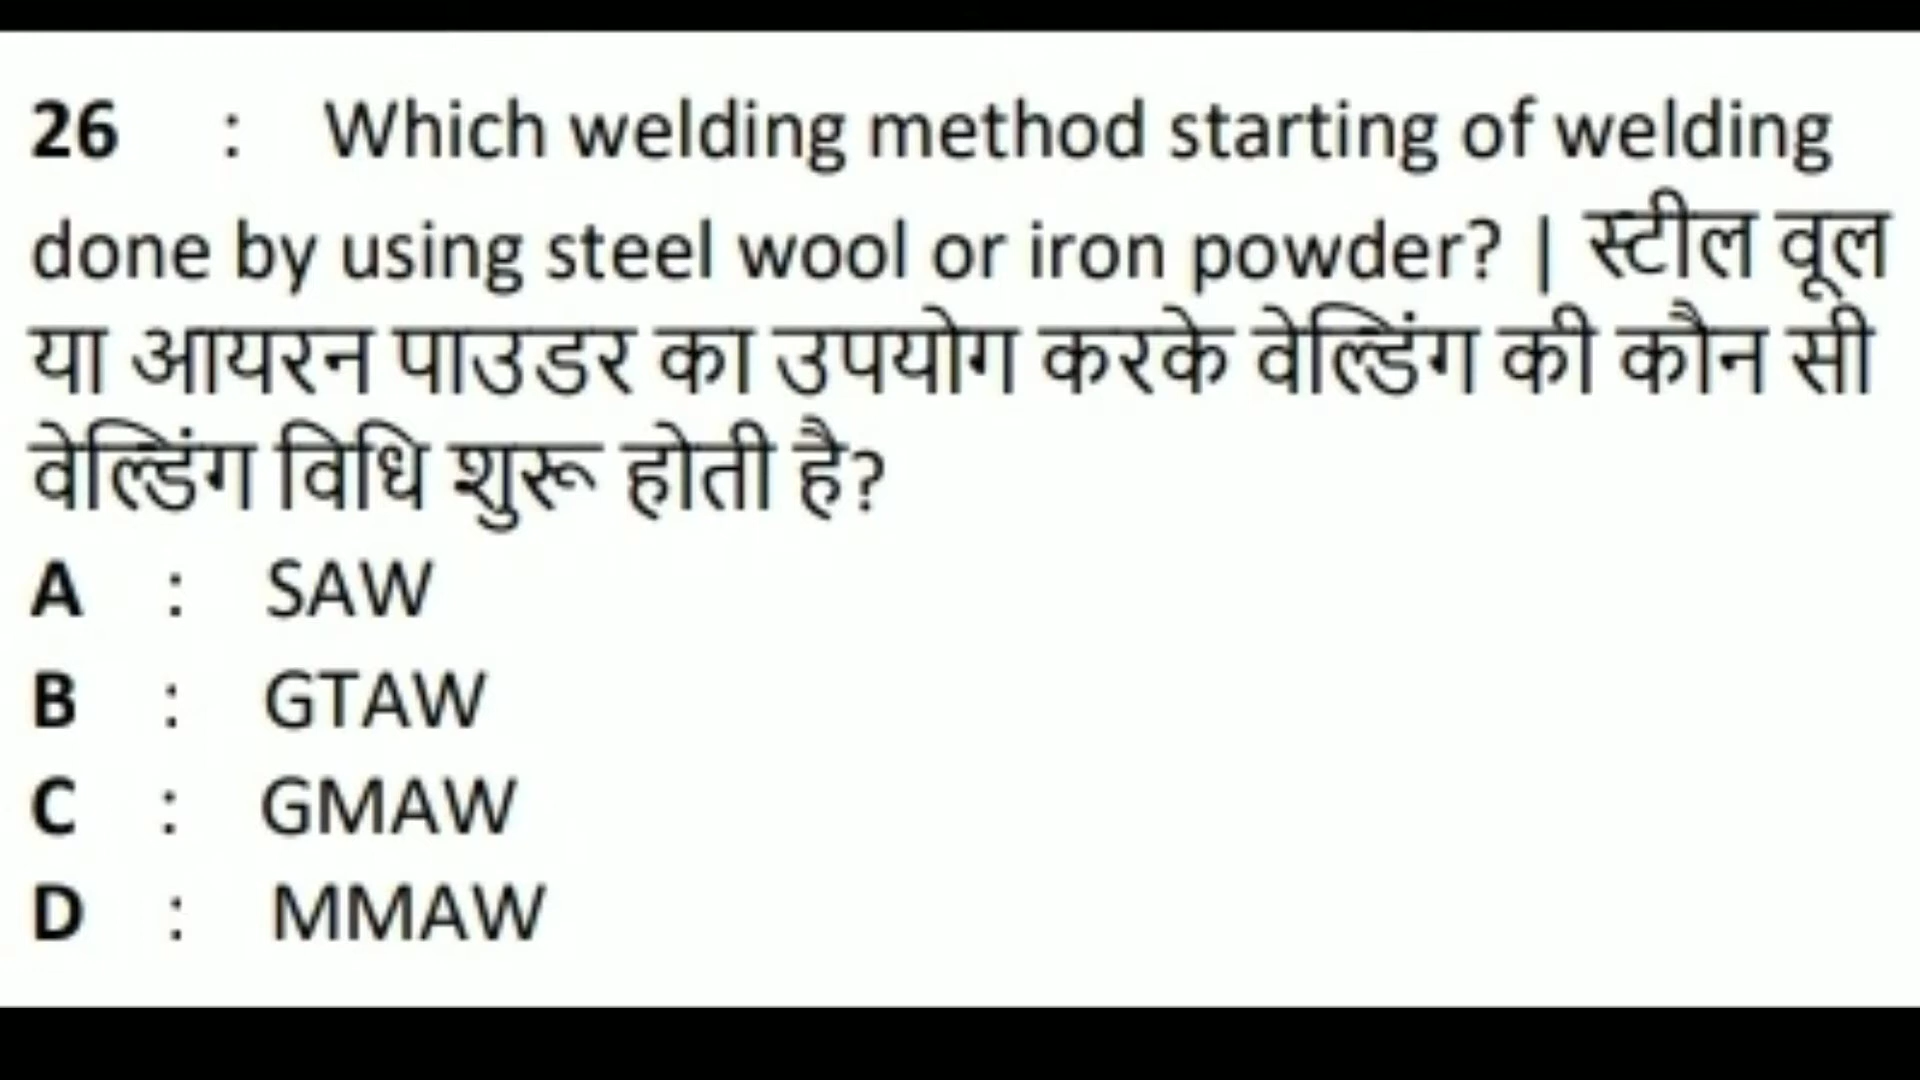 26 : Which welding method starting of welding
done by using steel wool or iron powder? | स्टील वूल
या आयरन पाउडर का उपयोग करके वेल्डिंग की कौन सी
वेल्डिंग विधि शुरू होती है?
A : SAW
B : GTAW
C : GMAW
D : MMAW